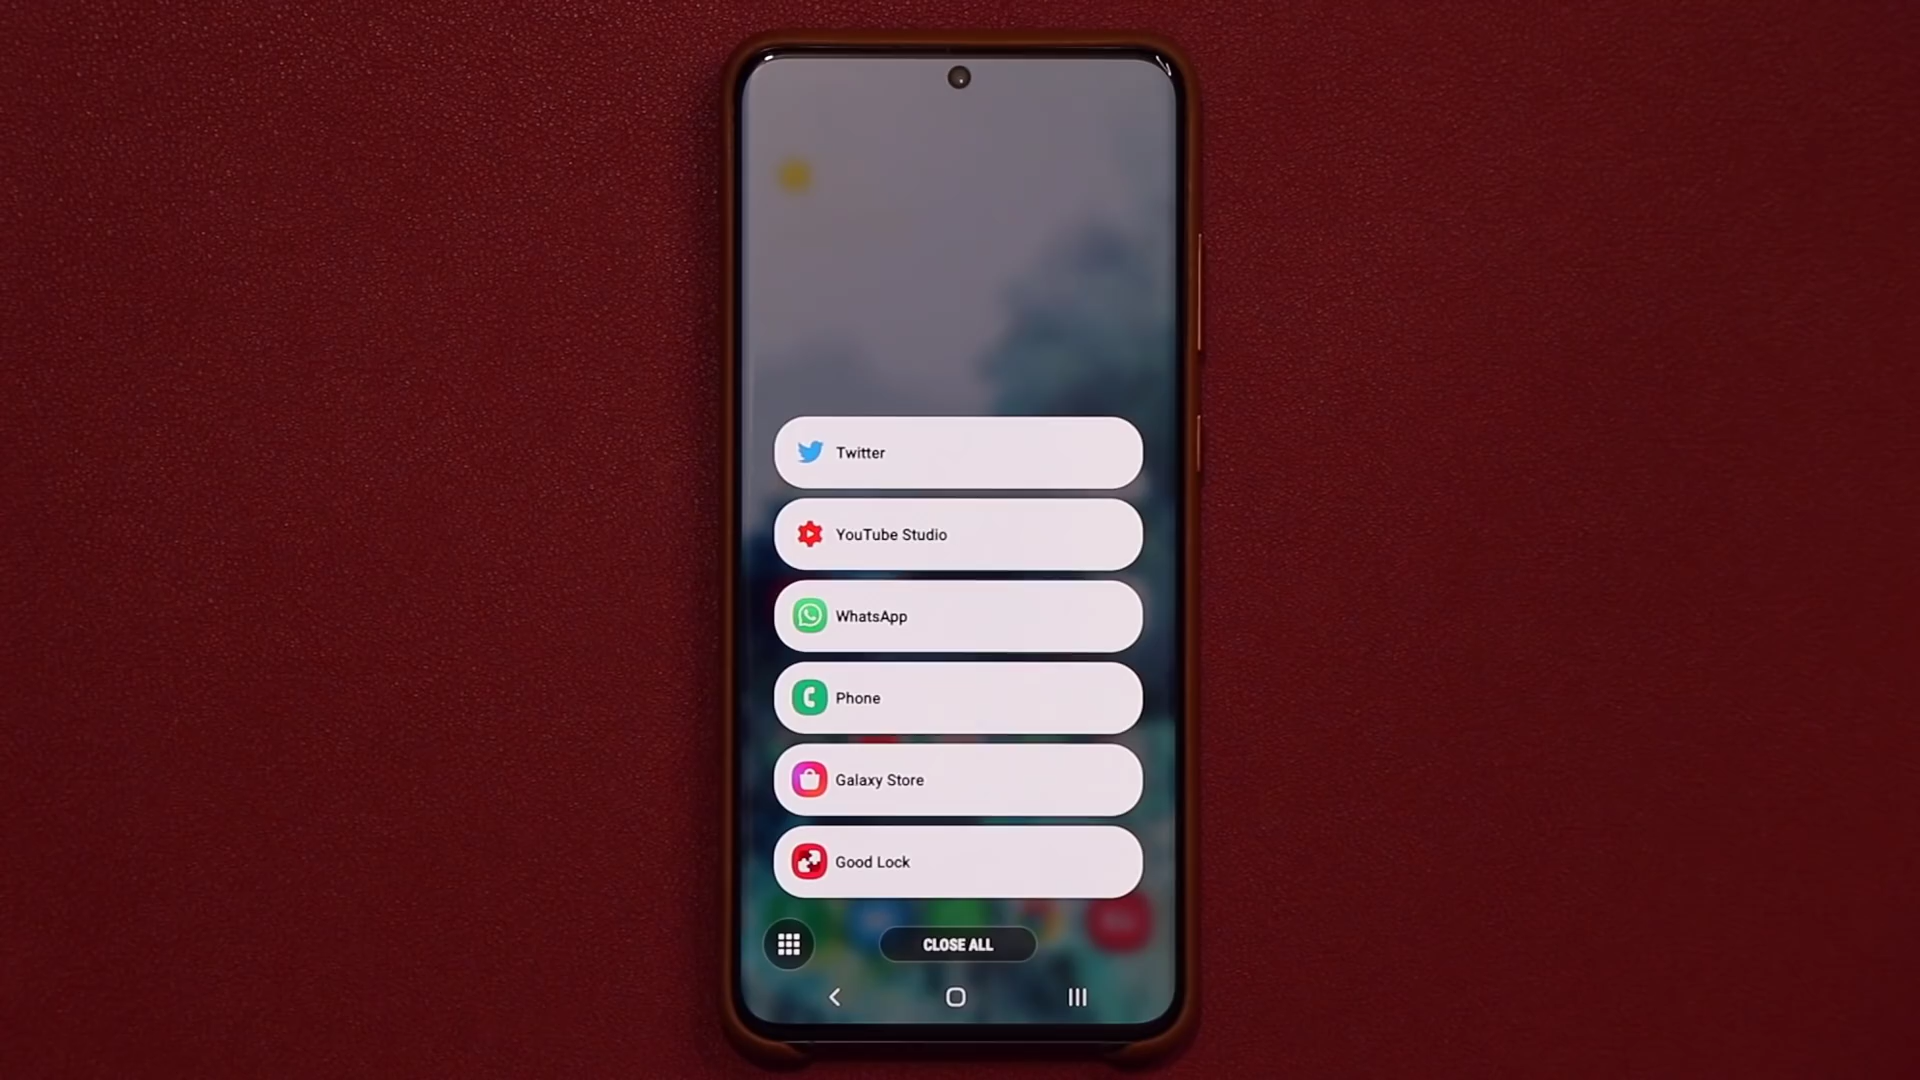 Twitter
YouTube Studio
WhatsApp
Phone
Galaxy Store
Good Lock
CLOSE ALL